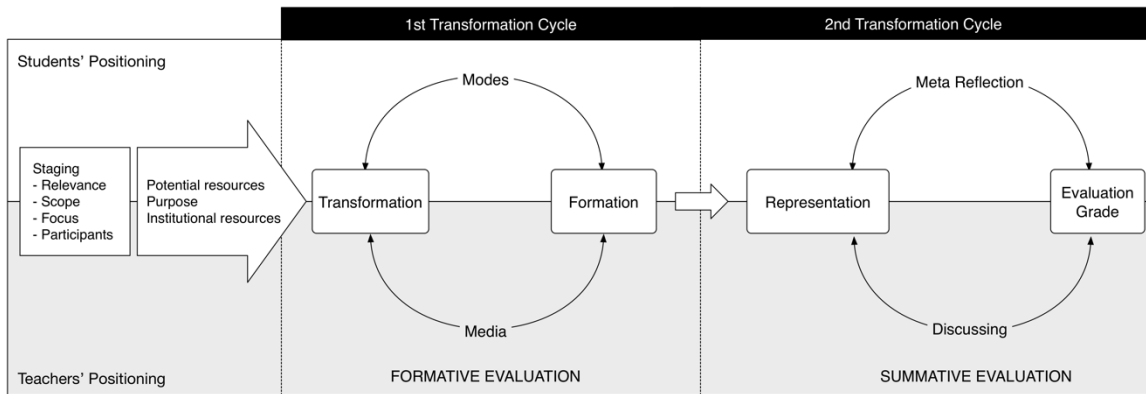 1st Transformation Cycle
2nd Transformation Cycle
Students’ Positioning
Staging
- Relevance
- Scope
- Focus
- Participants
Potential resources
Purpose
Institutional resources
Modes
Transformation
Formation
Media
Meta Reflection
Representation
Evaluation
Grade
Discussing
Teachers’ Positioning
FORMATIVE EVALUATION
SUMMATIVE EVALUATION